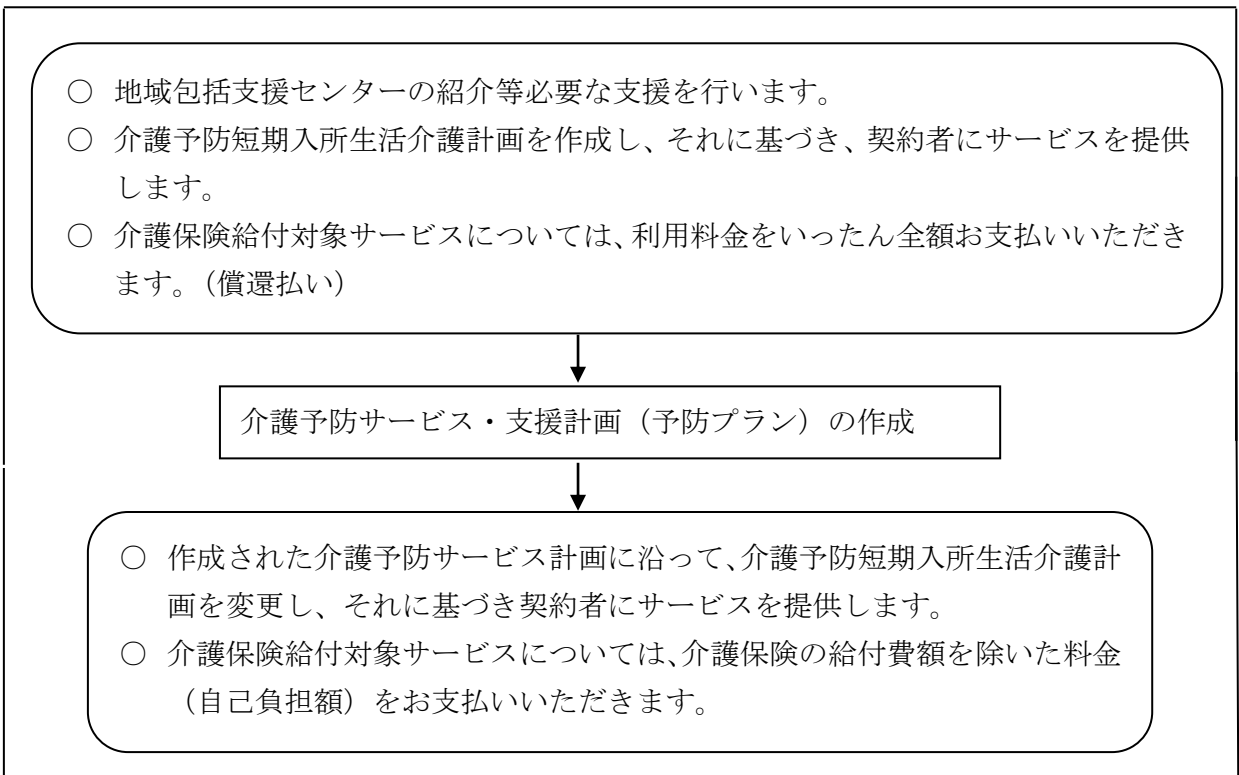 ○ 地域包括支援センターの紹介等必要な支援を行います。
○ 介護予防短期入所生活介護計画を作成し、それに基づき、契約者にサービスを提供
します。
○ 介護保険給付対象サービスについては、利用料金をいったん全額お支払いいただき
ます。（償還払い）
介護予防サービス・支援計画（予防プラン）の作成
○ 作成された介護予防サービス計画に沿って、介護予防短期入所生活介護計
画を変更し、それに基づき契約者にサービスを提供します。
○ 介護保険給付対象サービスについては、介護保険の給付費額を除いた料金
（自己負担額）をお支払いいただきます。